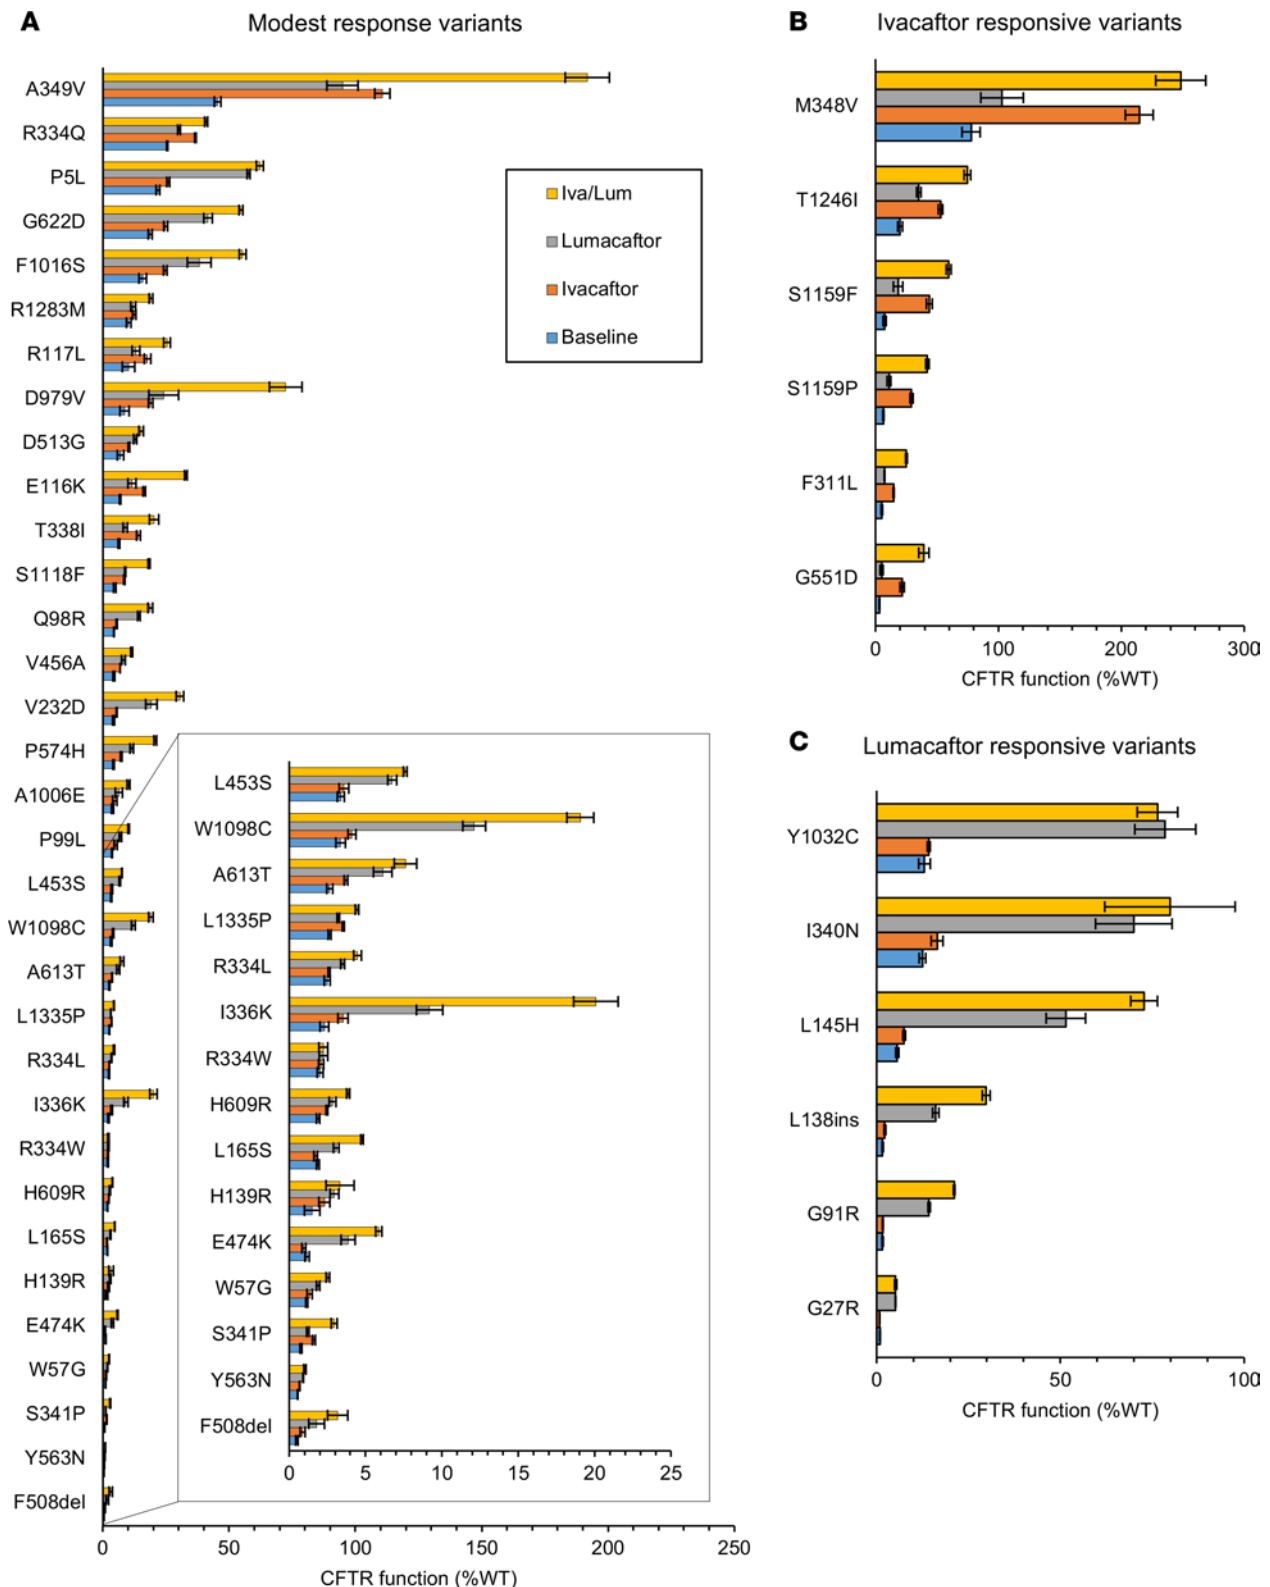 A
Modest response variants
A349V
R334Q
P5L
G622D
F1016S
R1283M
R117L
D979V
D513G
E116K
T338I
S1118F
Q98R
V456A
V232D
P574H
A1006E
P99L
L453S
W1098C
A613T
L1335P
R334L
I336K
R334W
H609R
L165S
H139R
E474K
W57G
S341P
Y563N
F508del
0 50 100 150 200 250
CFTR function (%WT)
Iva/Lum
Lumacaftor
Ivacaftor
Baseline
L453S
W1098C
A613T
L1335P
R334L
I336K
R334W
H609R
L165S
H139R
E474K
W57G
S341P
Y563N
F508del
0 5 10 15 20 25
B
Ivacaftor responsive variants
M348V
T1246I
S1159F
S1159P
F311L
G551D
0 100 200 300
CFTR function (%WT)
C
Lumacaftor responsive variants
Y1032C
I340N
L145H
L138ins
G91R
G27R
0 50 100
CFTR function (%WT)